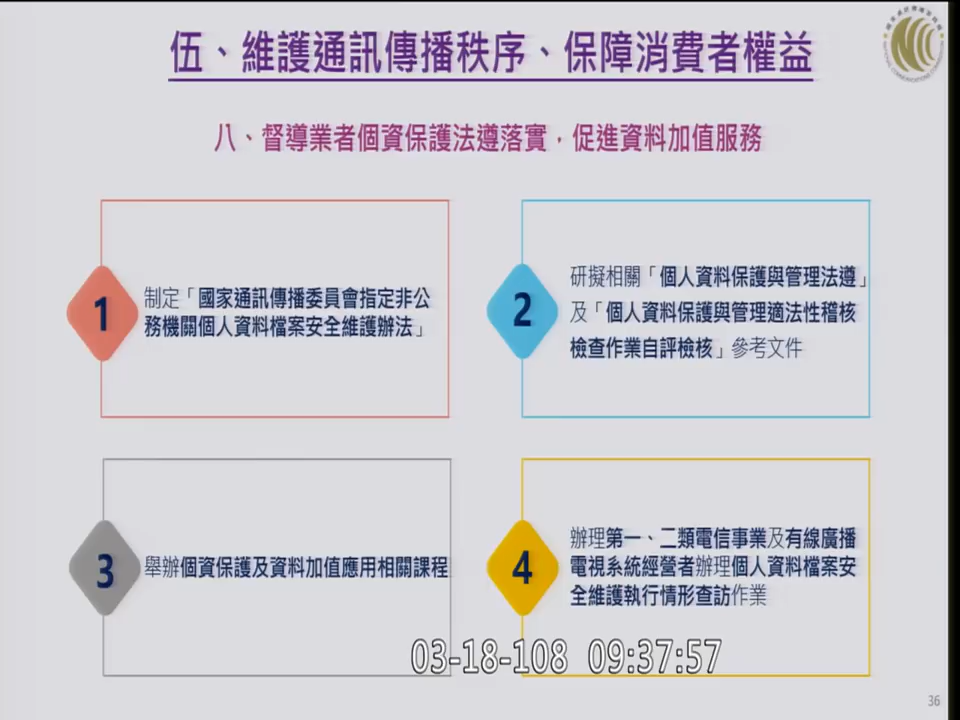 伍、維護通訊傳播秩序、保障消費者權益
八、督導業者個資保護法遵落實，促進資料加值服務
1
制定「國家通訊傳播委員會指定非公
務機關個人資料檔案安全維護辦法」
2
研擬相關「個人資料保護與管理法遵」
及「個人資料保護與管理適法性稽核
檢查作業自評檢核」參考文件
3
舉辦個資保護及資料加值應用相關課程
4
辦理第一、二類電信事業及有線廣播
電視系統經營者辦理個人資料檔案安
全維護執行情形查訪作業
03-18-108 09:37:57
36